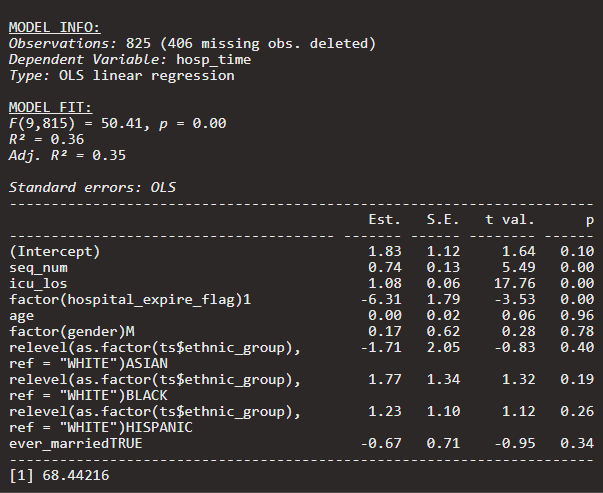 MODEL INFO:
Observations: 825 (406 missing obs. deleted)
Dependent Variable: hosp_time
Type: OLS linear regression
MODEL FIT:
F(9,815) = 50.41, p = 0.00
R² = 0.36
Adj. R² = 0.35
Standard errors: OLS
---------------------------------------------------------------------
Est. S.E. t val. p
--------------------------------------- ------- ------ -------- ------
(Intercept) 1.83 1.12 1.64 0.10
seq_num 0.74 0.13 5.49 0.00
icu_los 1.08 0.06 17.76 0.00
factor(hospital_expire_flag)1 -6.31 1.79 -3.53 0.00
age 0.00 0.02 0.06 0.96
factor(gender)M 0.17 0.62 0.28 0.78
relevel(as.factor(ts$ethnic_group), -1.71 2.05 -0.83 0.40
ref = "WHITE")ASIAN
relevel(as.factor(ts$ethnic_group), 1.77 1.34 1.32 0.19
ref = "WHITE")BLACK
relevel(as.factor(ts$ethnic_group), 1.23 1.10 1.12 0.26
ref = "WHITE")HISPANIC
ever_marriedTRUE -0.67 0.71 -0.95 0.34
---------------------------------------------------------------------
[1] 68.44216